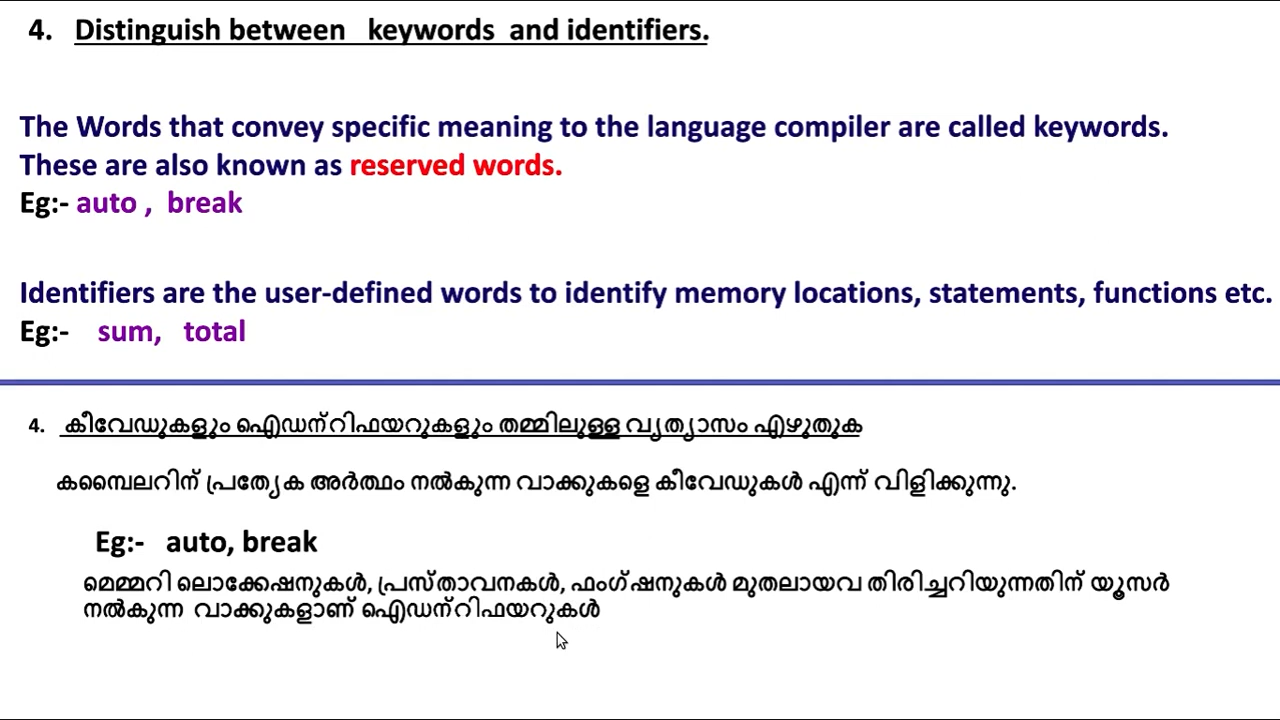 4. Distinguish between keywords and identifiers.
The Words that convey specific meaning to the language compiler are called keywords.
These are also known as reserved words.
Eg:- auto , break
Identifiers are the user-defined words to identify memory locations, statements, functions etc.
Eg:- sum, total
4. കീവേഡുകളും ഐഡന്റിഫയറുകളും തമ്മിലുള്ള വ്യത്യാസം എഴുതുക
കമ്പൈലറിന് പ്രത്യേക അർത്ഥം നൽകുന്ന വാക്കുകളെ കീവേഡുകൾ എന്ന് വിളിക്കുന്നു.
Eg:- auto, break
മെമ്മറി ലൊക്കേഷനുകൾ, പ്രസ്താവനകൾ, ഫംഗ്ഷനുകൾ മുതലായവ തിരിച്ചറിയുന്നതിന് യൂസർ
നൽകുന്ന വാക്കുകളാണ് ഐഡന്റിഫയറുകൾ